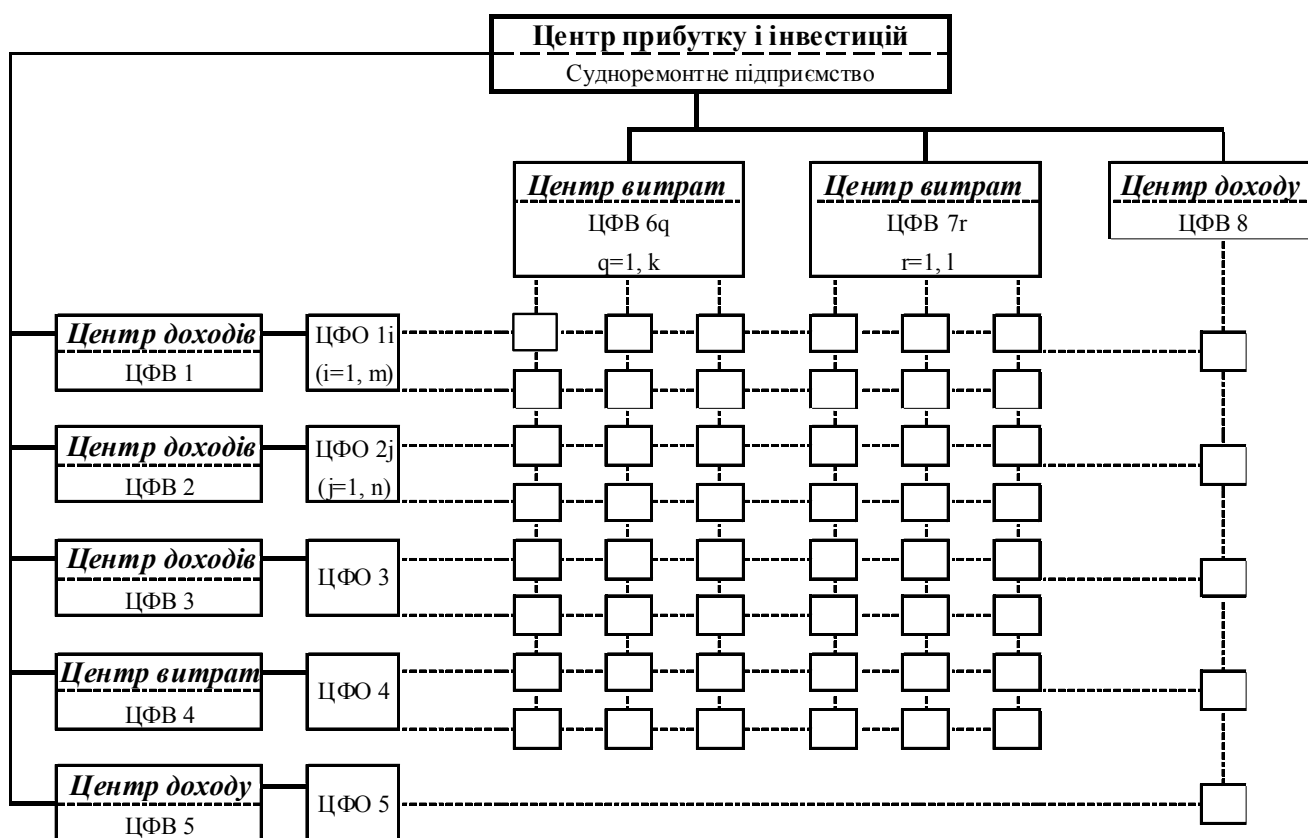 Центр прибутку і інвестицій
Судноремонтне підприємство
Центр витрат
ЦФВ 6q
q=1, k
Центр витрат
ЦФВ 7r
r=1, l
Центр доходу
ЦФВ 8
Центр доходів
ЦФВ 1
ЦФО 1i
(i=1, m)
Центр доходів
ЦФВ 2
ЦФО 2j
(j=1, n)
Центр доходів
ЦФВ 3
ЦФО 3
Центр витрат
ЦФВ 4
ЦФО 4
Центр доходу
ЦФВ 5
ЦФО 5